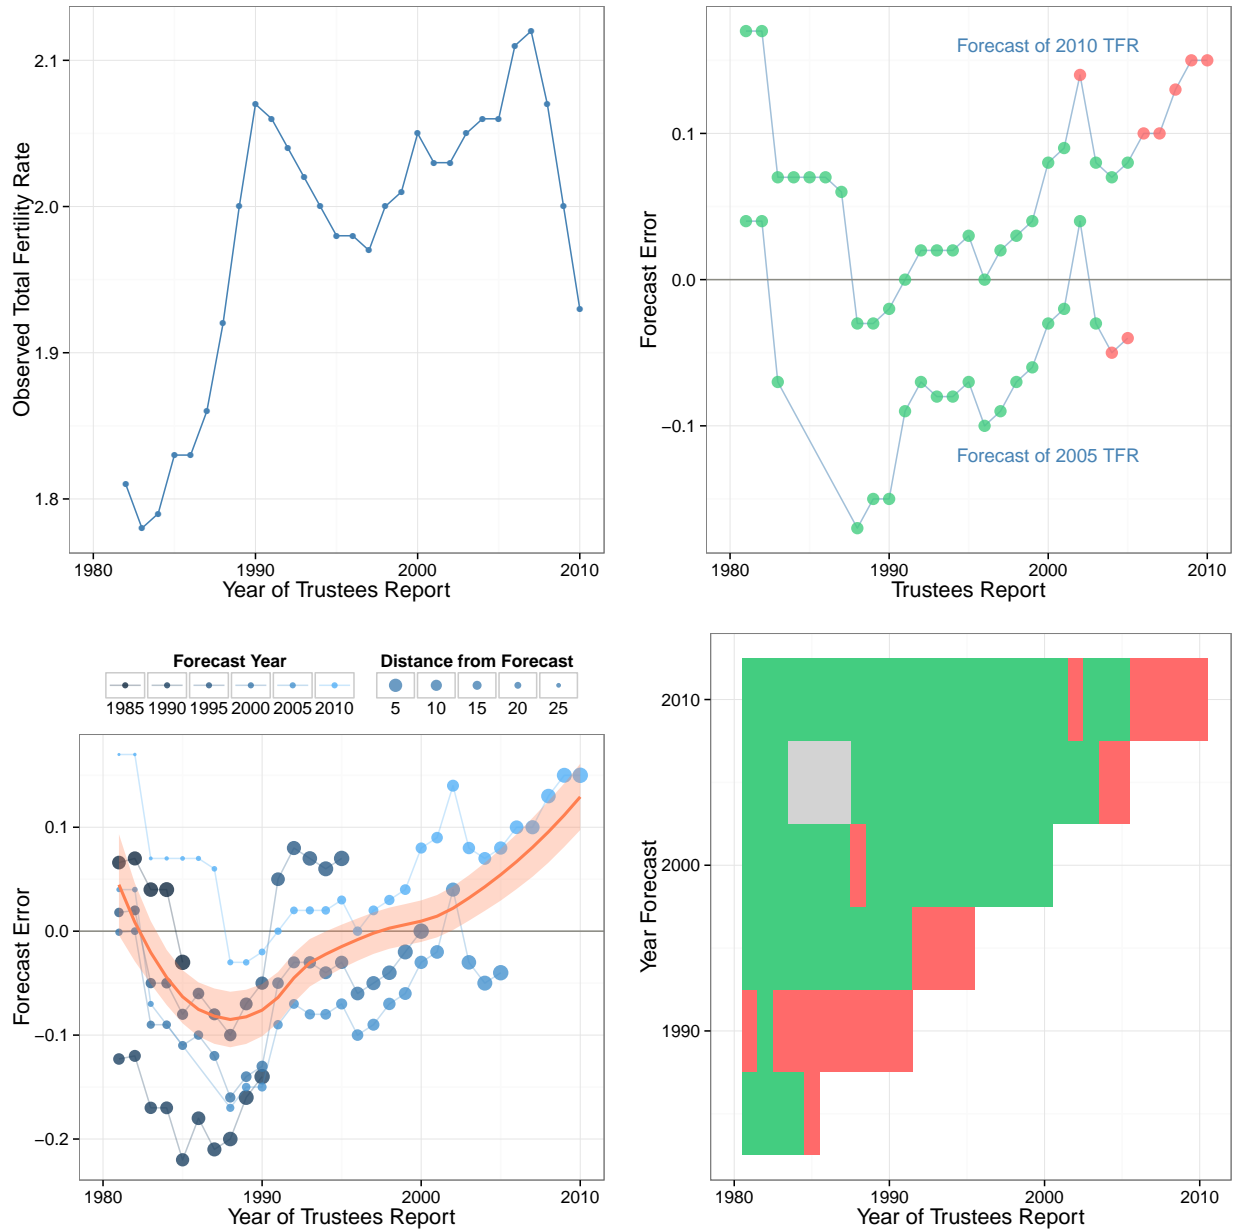 2.1
2.0
1.9
1.8
Observed Total Fertility Rate
1980 1990 2000 2010
Year of Trustees Report
Forecast of 2010 TFR
0.1
0.0
−0.1
Forecast Error
Forecast of 2005 TFR
1980 1990 2000 2010
Trustees Report
Forecast Year
1985 1990 1995 2000 2005 2010
Distance from Forecast
5 10 15 20 25
0.1
0.0
−0.1
−0.2
Forecast Error
1980 1990 2000 2010
Year of Trustees Report
2010
2000
1990
Year Forecast
1980 1990 2000 2010
Year of Trustees Report